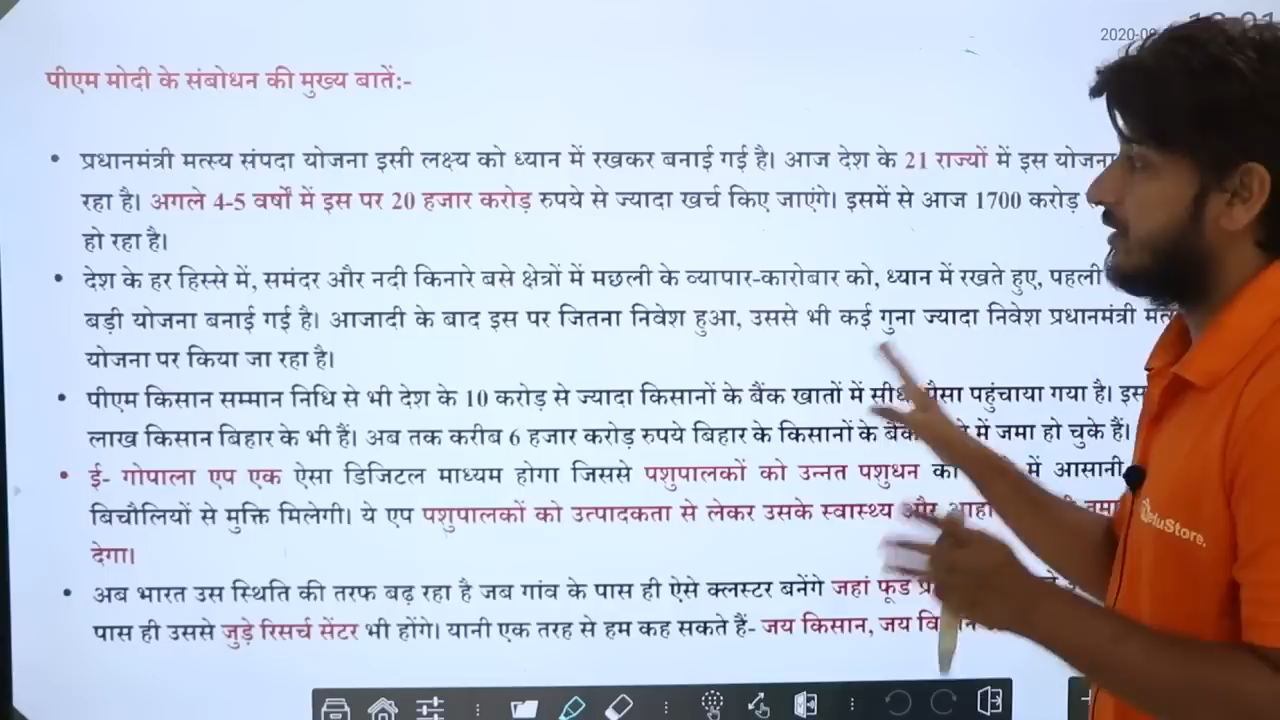 2020-09
पीएम मोदी के संबोधन की मुख्य बातें:-
• प्रधानमंत्री मत्स्य संपदा योजना इसी लक्ष्य को ध्यान में रखकर बनाई गई है। आज देश के 21 राज्यों में इस योजना
रहा है। अगले 4-5 वर्षों में इस पर 20 हजार करोड़ रुपये से ज्यादा खर्च किए जाएंगे। इसमें से आज 1700 करोड़
हो रहा है।
• देश के हर हिस्से में, समंदर और नदी किनारे बसे क्षेत्रों में मछली के व्यापार-कारोबार को, ध्यान में रखते हुए, पहली
बड़ी योजना बनाई गई है। आजादी के बाद इस पर जितना निवेश हुआ, उससे भी कई गुना ज्यादा निवेश प्रधानमंत्री
योजना पर किया जा रहा है।
• पीएम किसान सम्मान निधि से भी देश के 10 करोड़ से ज्यादा किसानों के बैंक खातों में पैसा पहुंचाया गया है।
लाख किसान बिहार के भी हैं। अब तक करीब 6 हजार करोड़ रुपये बिहार के किसानों के बैंक में जमा हो चुके हैं।
• ई- गोपाला एप एक ऐसा डिजिटल माध्यम होगा जिससे पशुपालकों को उन्नत पशुधन में आसानी
बिचौलियों से मुक्ति मिलेगी। ये एप पशुपालकों को उत्पादकता से लेकर उसके स्वास्थ्य और
देगा।
• अब भारत उस स्थिति की तरफ बढ़ रहा है जब गांव के पास ही ऐसे क्लस्टर बनेंगे जहां फूड
पास ही उससे जुड़े रिसर्च सेंटर भी होंगे। यानी एक तरह से हम कह सकते हैं- जय किसान, जय
eduStore.